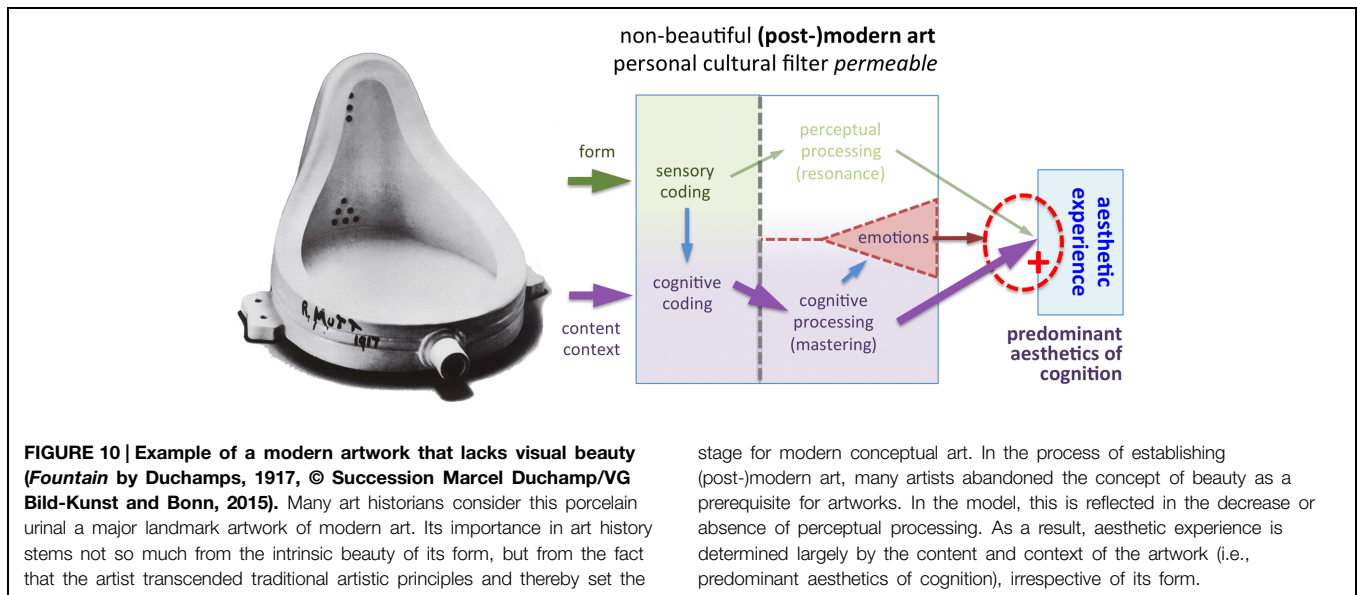 non-beautiful (post-)modern art
personal cultural filter permeable
form
sensory
coding
perceptual
processing
(resonance)
emotions
cognitive
coding
cognitive
processing
(mastering)
content
context
aesthetic
experience
+
predominant
aesthetics of
cognition
R. MUTT
1917
FIGURE 10 | Example of a modern artwork that lacks visual beauty
(Fountain by Duchamps, 1917, © Succession Marcel Duchamp/VG
Bild-Kunst and Bonn, 2015). Many art historians consider this porcelain
urinal a major landmark artwork of modern art. Its importance in art history
stems not so much from the intrinsic beauty of its form, but from the fact
that the artist transcended traditional artistic principles and thereby set the
stage for modern conceptual art. In the process of establishing
(post-)modern art, many artists abandoned the concept of beauty as a
prerequisite for artworks. In the model, this is reflected in the decrease or
absence of perceptual processing. As a result, aesthetic experience is
determined largely by the content and context of the artwork (i.e.,
predominant aesthetics of cognition), irrespective of its form.